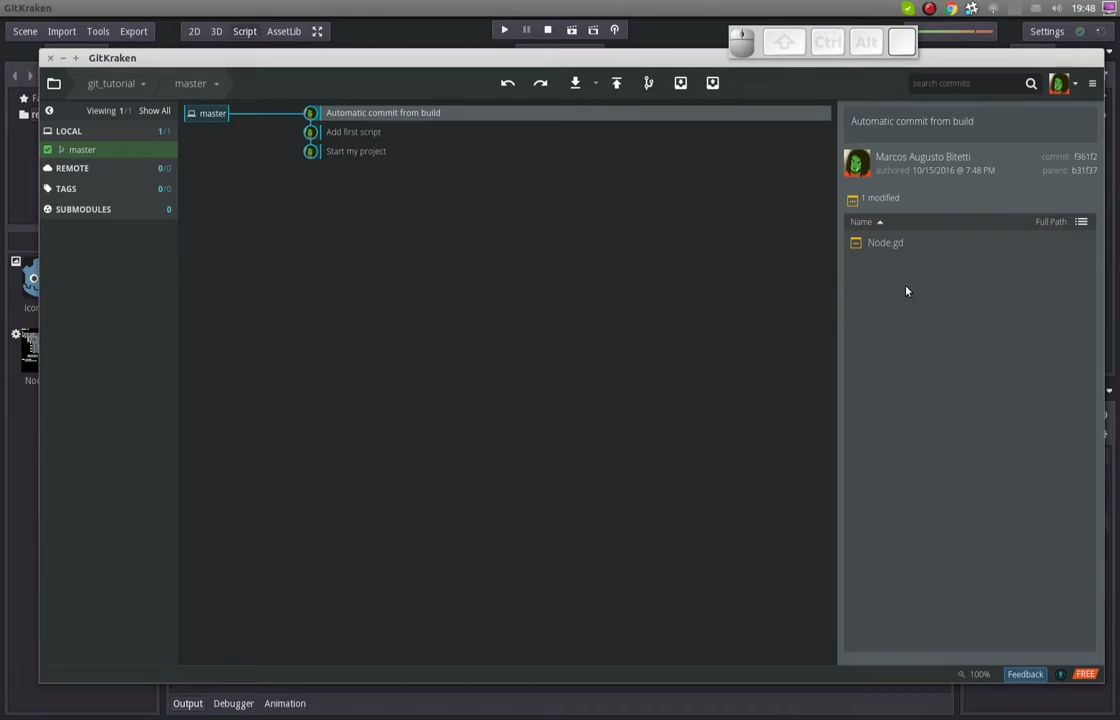 GitKraken
19:48
Scene Import Tools Export
2D 3D Script AssetLib
Settings
Ctrl Alt
GitKraken
git_tutorial master
search commits
Viewing 1/1 Show All
LOCAL 1/1
master
REMOTE 0/0
TAGS 0/0
SUBMODULES 0
master
Automatic commit from build
Add first script
Start my project
Automatic commit from build
Marcos Augusto Bitetti
commit: f361f2
authored 10/15/2016 @ 7:48 PM
parent: b31f37
1 modified
Name Full Path
Node.gd
100% Feedback FREE
Output Debugger Animation